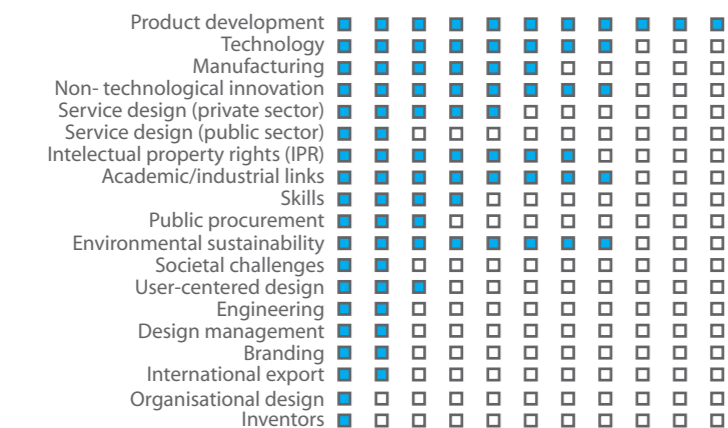 Product development
Technology
Manufacturing
Non- technological innovation
Service design (private sector)
Service design (public sector)
Intelectual property rights (IPR)
Academic/industrial links
Skills
Public procurement
Environmental sustainability
Societal challenges
User-centered design
Engineering
Design management
Branding
International export
Organisational design
Inventors